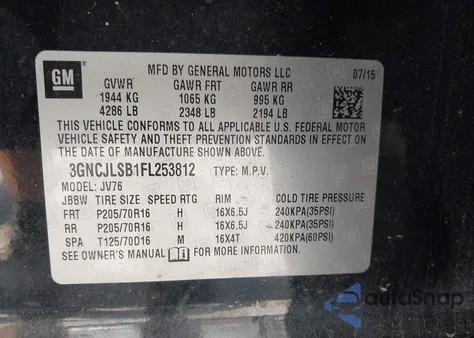 GM
MFD BY GENERAL MOTORS LLC 07/15
GVWR GAWR FRT GAWR RR
1944 KG 1065 KG 995 KG
4286 LB 2348 LB 2194 LB
THIS VEHICLE CONFORMS TO ALL APPLICABLE U.S. FEDERAL MOTOR
VEHICLE SAFETY AND THEFT PREVENTION STANDARDS IN EFFECT ON
THE DATE OF MANUFACTURE SHOWN ABOVE.
3GNCJLSB1FL253812 TYPE: M.P.V.
MODEL: JV76
JBBW TIRE SIZE SPEED RTG RIM COLD TIRE PRESSURE
FRT P205/70R16 H 16X6.5J 240KPA(35PSI)
RR P205/70R16 H 16X6.5J 240KPA(35PSI)
SPA T125/70D16 M 16X4T 420KPA(60PSI)
SEE OWNER'S MANUAL FOR MORE INFORMATION
AutoSnap